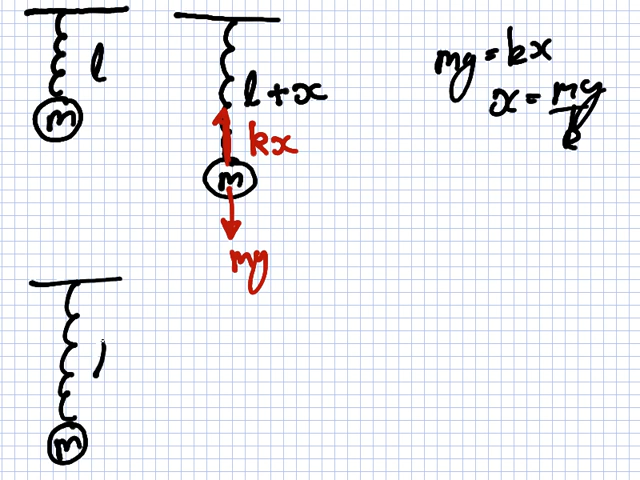 l
m
l + x
kx
m
mg
mg = kx
x = mg
k
m